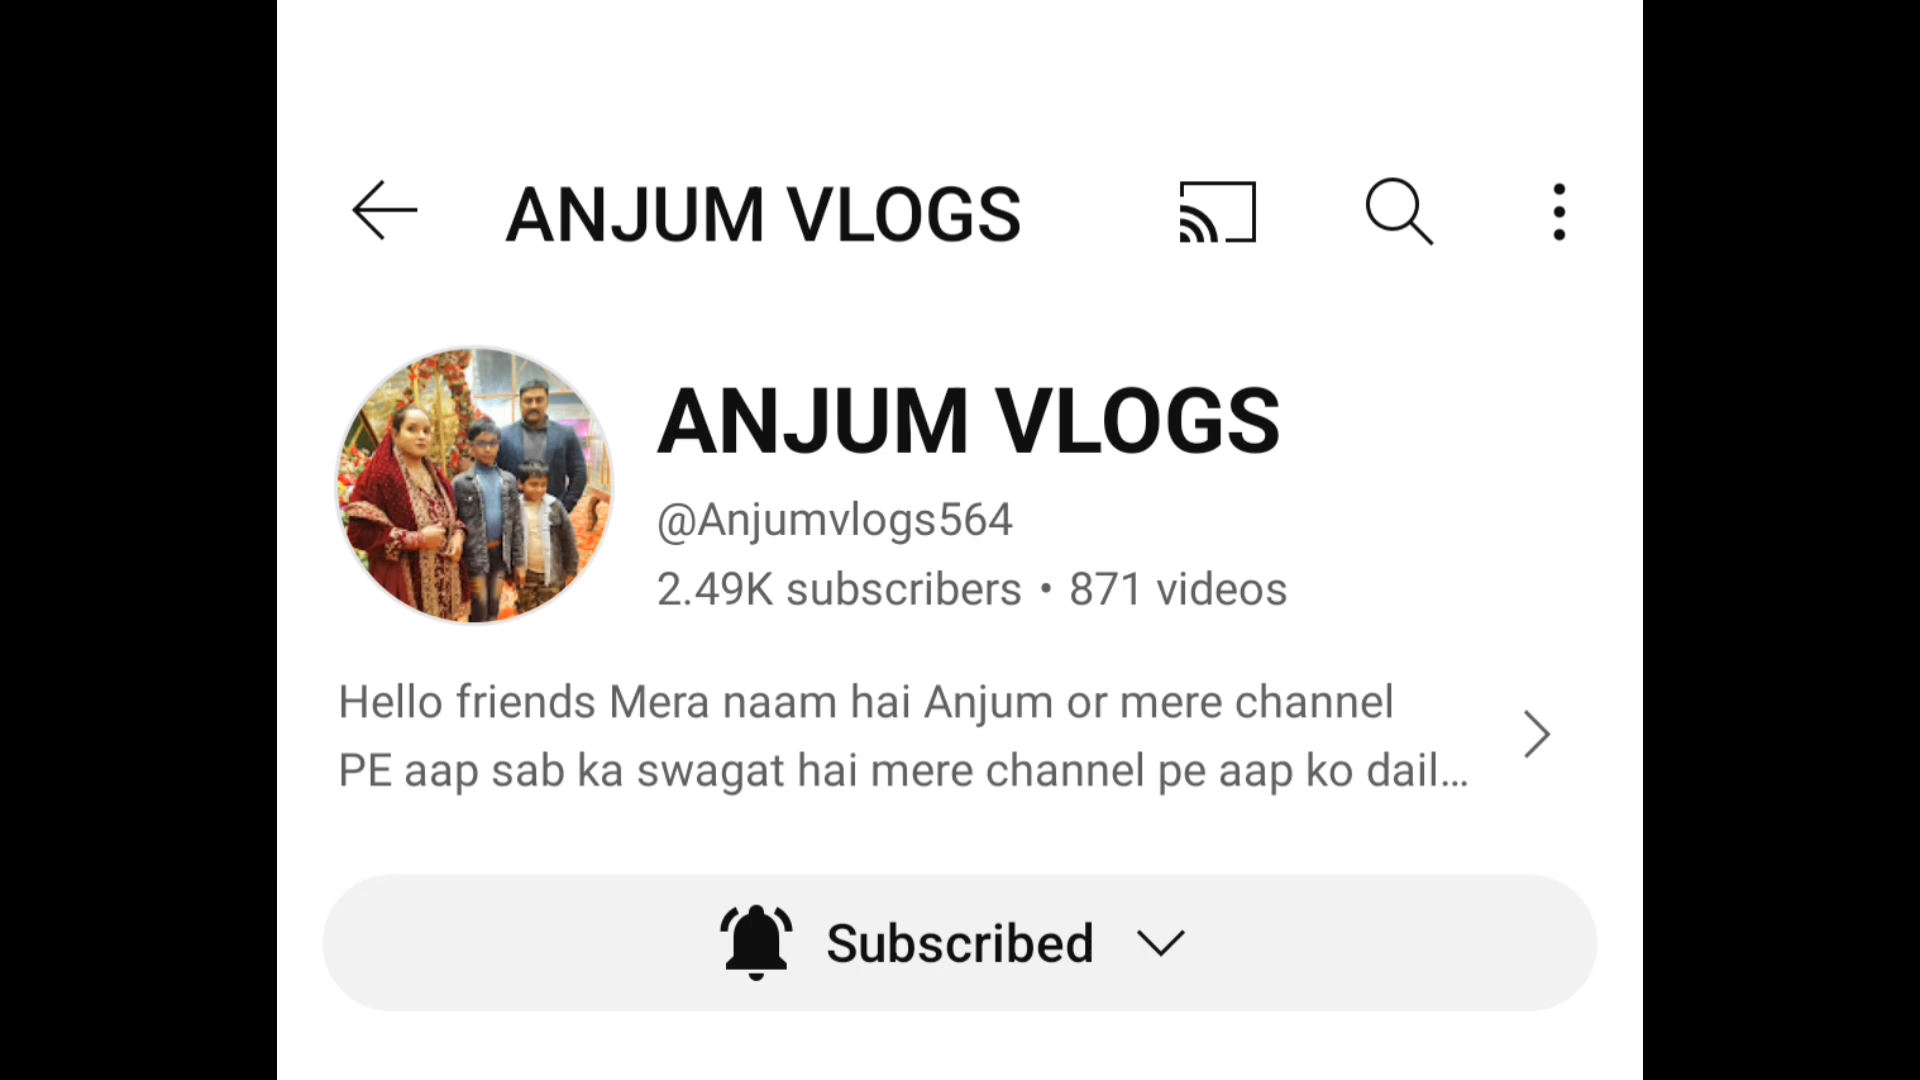 ANJUM VLOGS
ANJUM VLOGS
@Anjumvlogs564
2.49K subscribers • 871 videos
Hello friends Mera naam hai Anjum or mere channel
PE aap sab ka swagat hai mere channel pe aap ko dail...
Subscribed